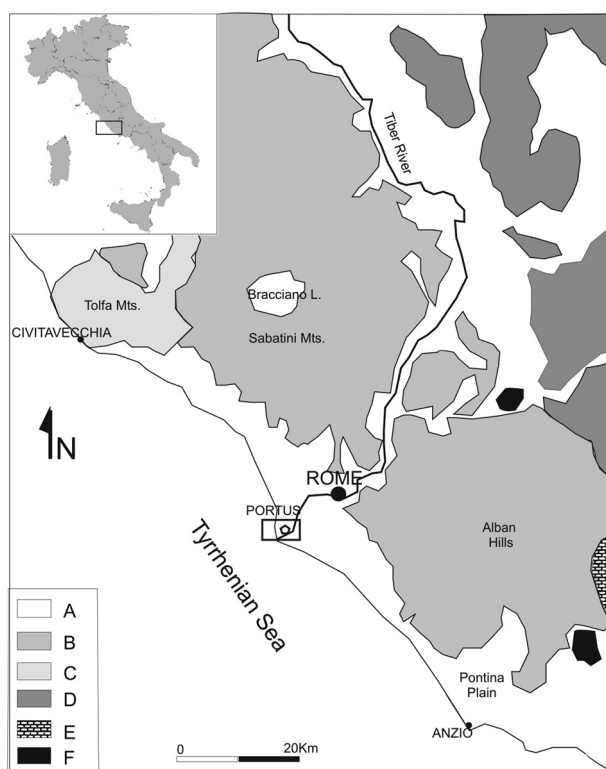 Tiber River
Bracciano L.
Tolfa Mts.
Sabatini Mts.
CIVITAVECCHIA
N
ROME
PORTUS
Tyrrhenian Sea
Alban
Hills
Pontina
Plain
ANZIO
A
B
C
D
E
F
0
20Km